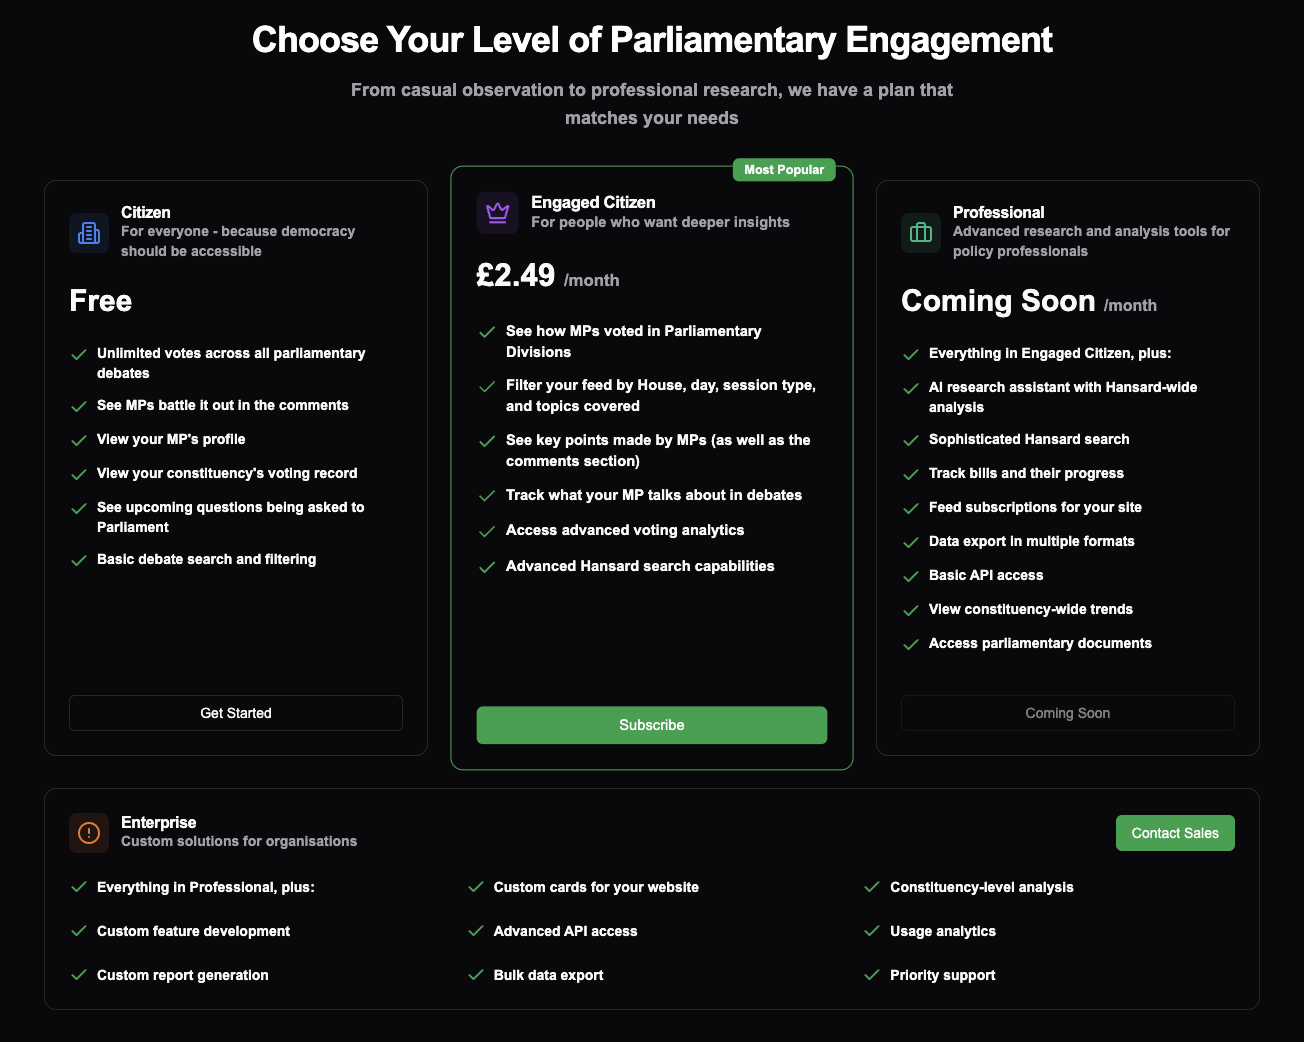 Choose Your Level of Parliamentary Engagement
From casual observation to professional research, we have a plan that
matches your needs
Citizen
For everyone - because democracy
should be accessible
Free
Unlimited votes across all parliamentary
debates
See MPs battle it out in the comments
View your MP's profile
View your constituency's voting record
See upcoming questions being asked to
Parliament
Basic debate search and filtering
Get Started
Most Popular
Engaged Citizen
For people who want deeper insights
£2.49 /month
See how MPs voted in Parliamentary
Divisions
Filter your feed by House, day, session type,
and topics covered
See key points made by MPs (as well as the
comments section)
Track what your MP talks about in debates
Access advanced voting analytics
Advanced Hansard search capabilities
Subscribe
Professional
Advanced research and analysis tools for
policy professionals
Coming Soon /month
Everything in Engaged Citizen, plus:
AI research assistant with Hansard-wide
analysis
Sophisticated Hansard search
Track bills and their progress
Feed subscriptions for your site
Data export in multiple formats
Basic API access
View constituency-wide trends
Access parliamentary documents
Coming Soon
Enterprise
Custom solutions for organisations
Contact Sales
Everything in Professional, plus:
Custom cards for your website
Constituency-level analysis
Custom feature development
Advanced API access
Usage analytics
Custom report generation
Bulk data export
Priority support